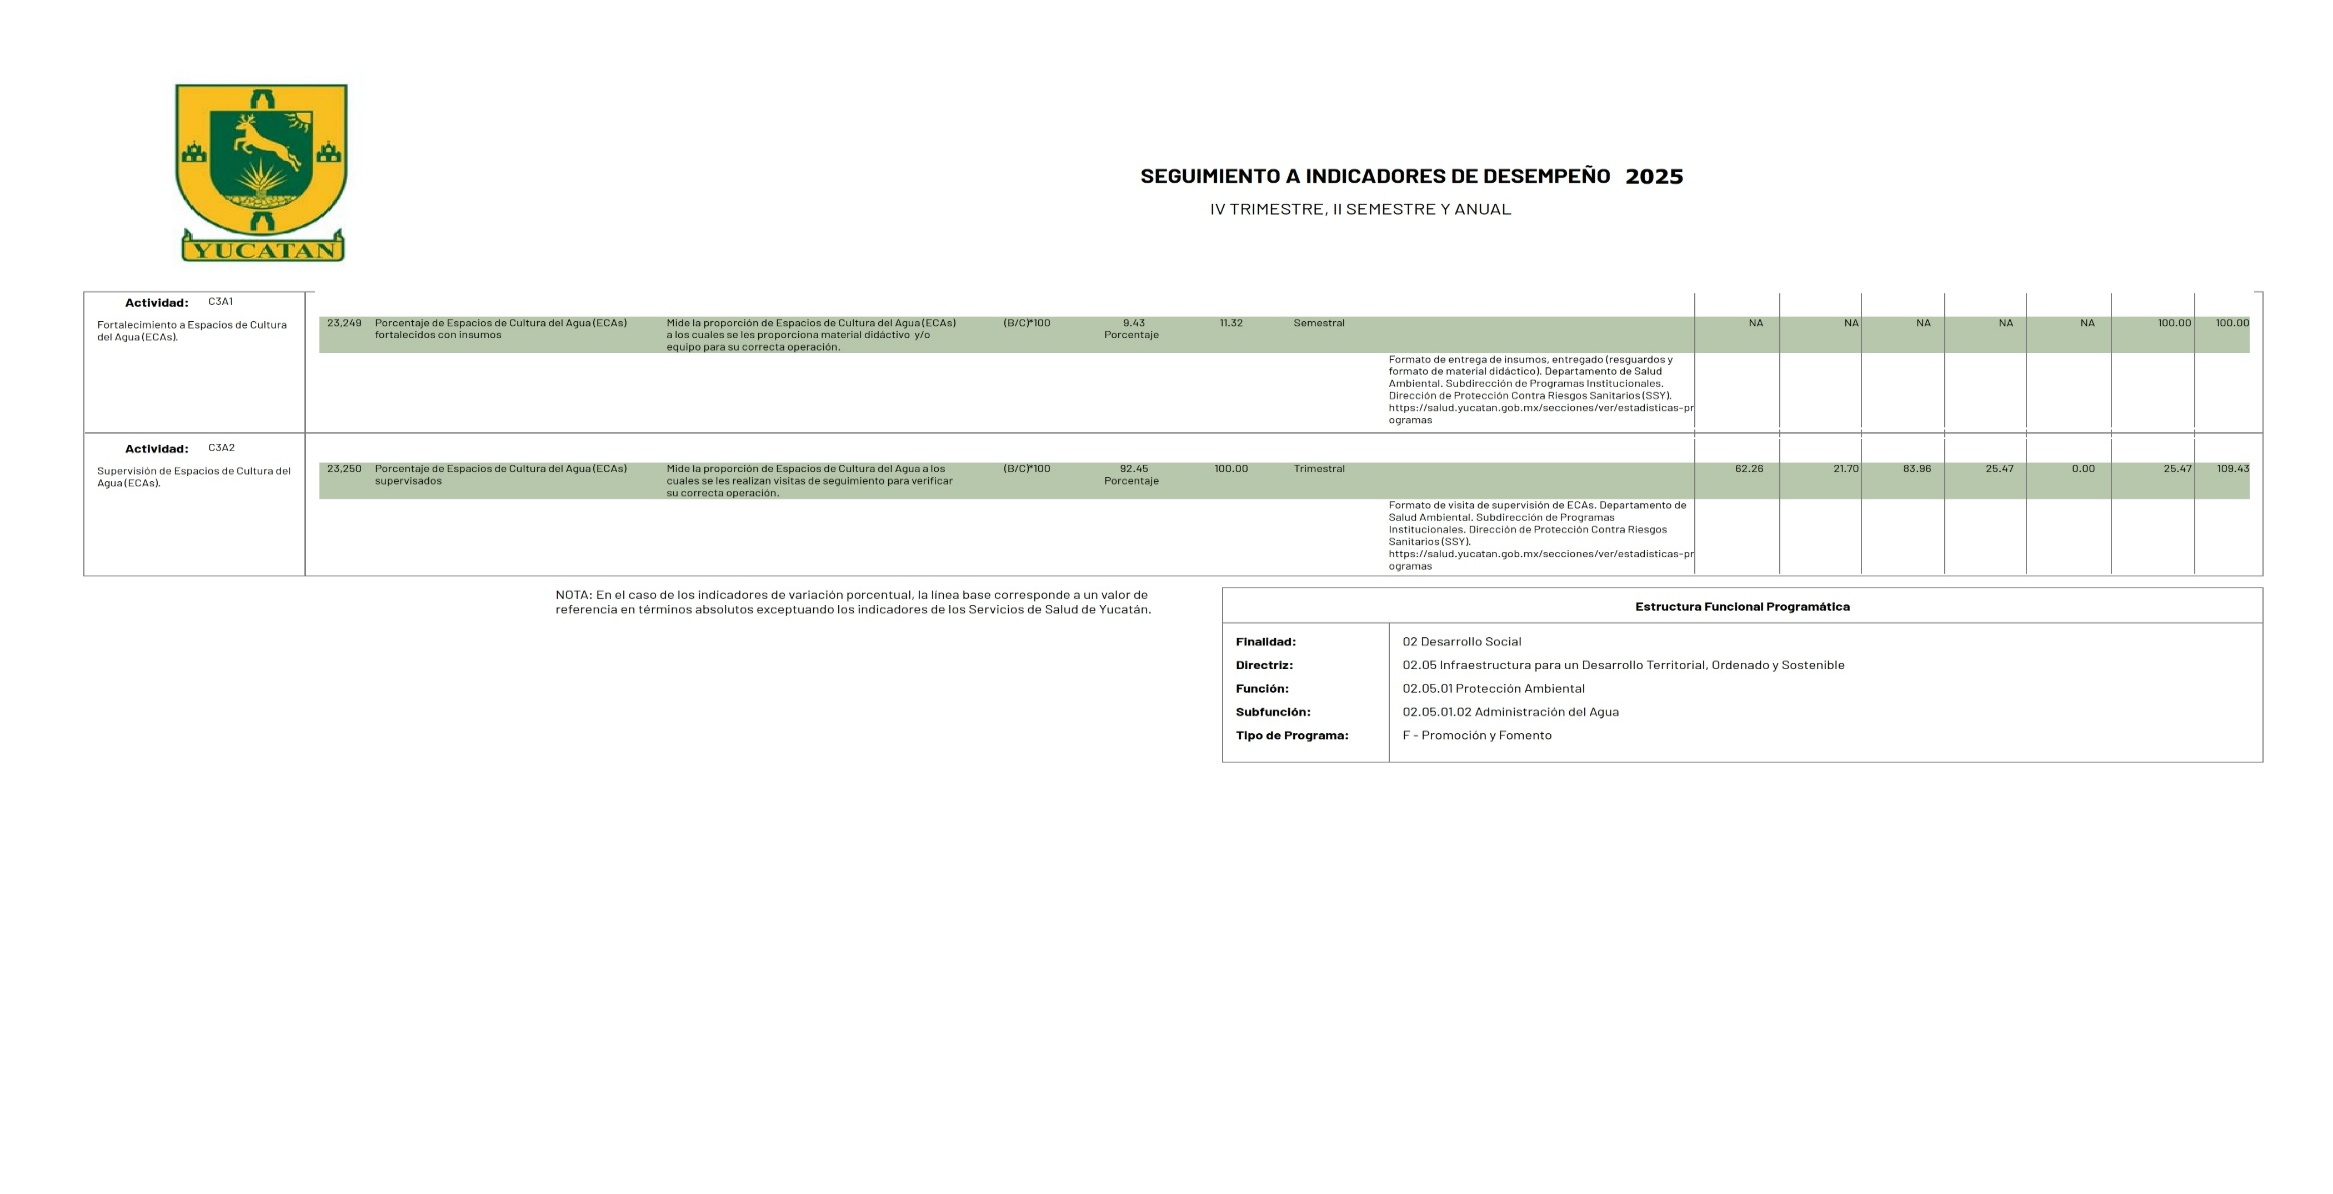 YUCATAN
SEGUIMIENTO A INDICADORES DE DESEMPEÑO 2025
IV TRIMESTRE, II SEMESTRE Y ANUAL
Actividad: C3A1
Fortalecimiento a Espacios de Cultura
del Agua (ECAs).
23,249 Porcentaje de Espacios de Cultura del Agua (ECAs)
fortalecidos con insumos
Mide la proporción de Espacios de Cultura del Agua (ECAs)
a los cuales se les proporciona material didáctivo y/o
equipo para su correcta operación.
(B/C)*100
9.43
Porcentaje
11.32
Semestral
NA NA NA NA NA 100.00 100.00
Formato de entrega de insumos, entregado (resguardos y
formato de material didáctico). Departamento de Salud
Ambiental. Subdirección de Programas Institucionales.
Dirección de Protección Contra Riesgos Sanitarios (SSY).
https://salud.yucatan.gob.mx/secciones/ver/estadisticas-pr
ogramas
Actividad: C3A2
Supervisión de Espacios de Cultura del
Agua (ECAs).
23,250 Porcentaje de Espacios de Cultura del Agua (ECAs)
supervisados
Mide la proporción de Espacios de Cultura del Agua a los
cuales se les realizan visitas de seguimiento para verificar
su correcta operación.
(B/C)*100
92.45
Porcentaje
100.00
Trimestral
62.26 21.70 83.96 25.47 0.00 25.47 109.43
Formato de visita de supervisión de ECAs. Departamento de
Salud Ambiental. Subdirección de Programas
Institucionales. Dirección de Protección Contra Riesgos
Sanitarios (SSY).
https://salud.yucatan.gob.mx/secciones/ver/estadisticas-pr
ogramas
NOTA: En el caso de los indicadores de variación porcentual, la línea base corresponde a un valor de
referencia en términos absolutos exceptuando los indicadores de los Servicios de Salud de Yucatán.
Estructura Funcional Programática
Finalidad: 02 Desarrollo Social
Directriz: 02.05 Infraestructura para un Desarrollo Territorial, Ordenado y Sostenible
Función: 02.05.01 Protección Ambiental
Subfunción: 02.05.01.02 Administración del Agua
Tipo de Programa: F - Promoción y Fomento